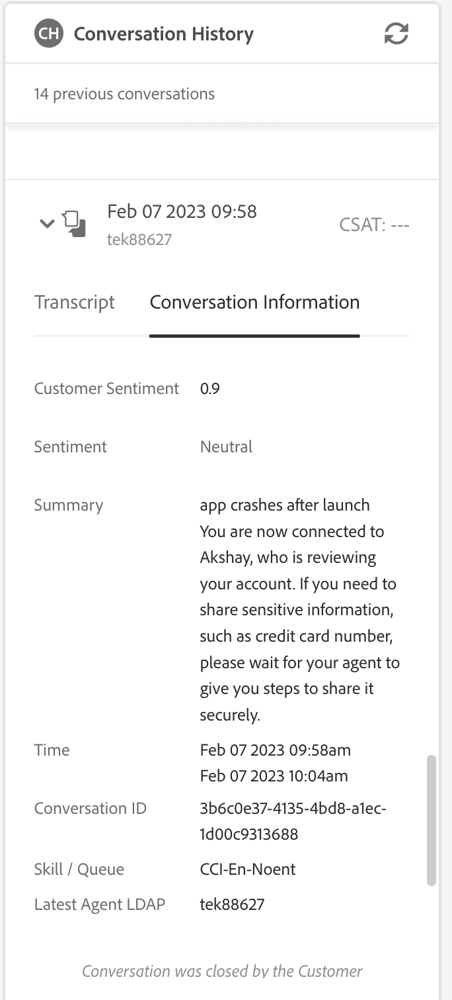 CH Conversation History
14 previous conversations
Feb 07 2023 09:58
tek88627
CSAT: ---
Transcript Conversation Information
Customer Sentiment 0.9
Sentiment Neutral
Summary app crashes after launch
You are now connected to
Akshay, who is reviewing
your account. If you need to
share sensitive information,
such as credit card number,
please wait for your agent to
give you steps to share it
securely.
Time Feb 07 2023 09:58am
Feb 07 2023 10:04am
Conversation ID 3b6c0e37-4135-4bd8-a1ec-
1d00c9313688
Skill / Queue CCI-En-Noent
Latest Agent LDAP tek88627
Conversation was closed by the Customer